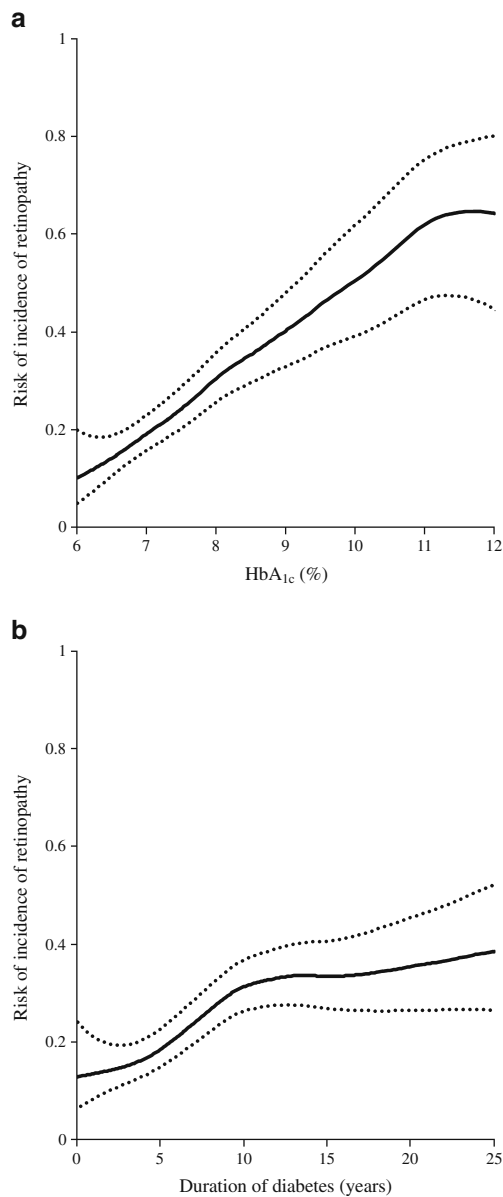 a
1
0.8
0.6
0.4
0.2
0
Risk of incidence of retinopathy
6 7 8 9 10 11 12
HbA1c (%)
b
1
0.8
0.6
0.4
0.2
0
Risk of incidence of retinopathy
0 5 10 15 20 25
Duration of diabetes (years)